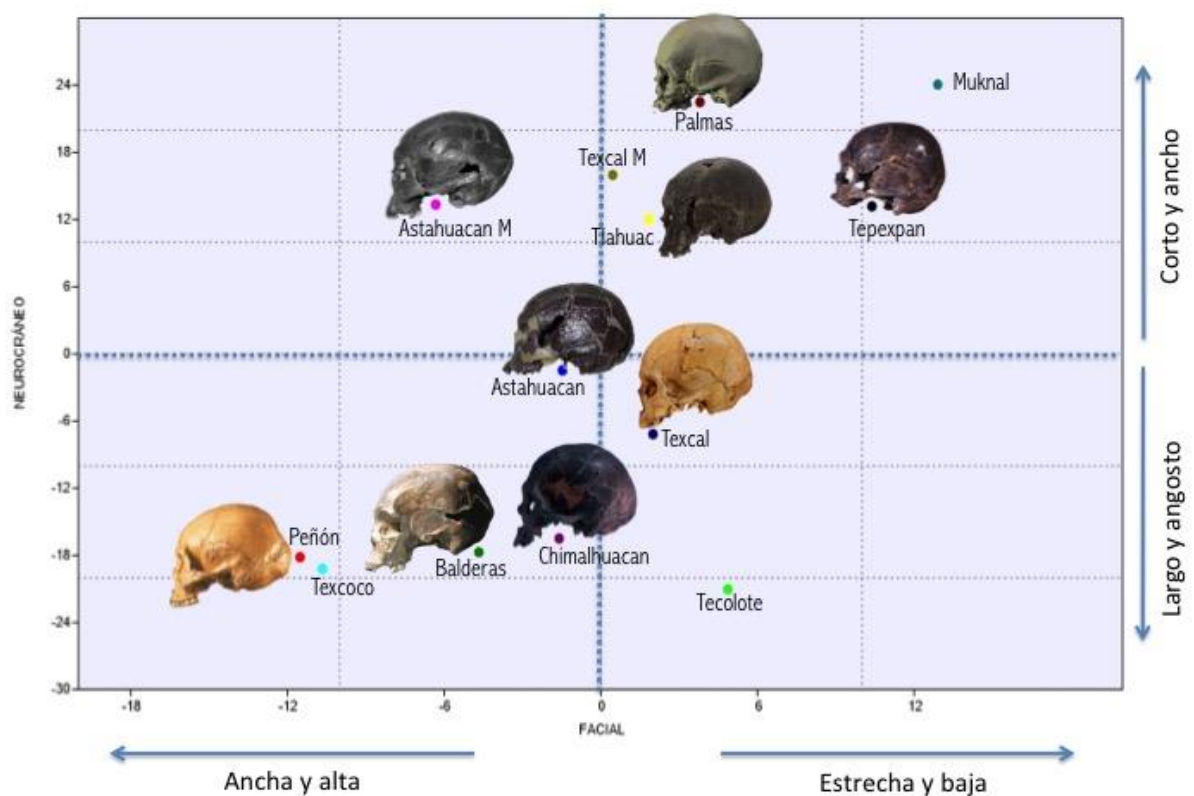 24
18
12
6
0
-6
-12
-18
-24
-30
NEUROCRÁNEO
Muknal
Palmas
Texcal M
Astahuacan M
Tlahuac
Tepexpan
Astahuacan
Texcal
Peñón
Texcoco
Balderas
Chimalhuacan
Tecolote
-18
-12
-6
0
6
12
FACIAL
Ancha y alta
Estrecha y baja
Corto y ancho
Largo y angosto